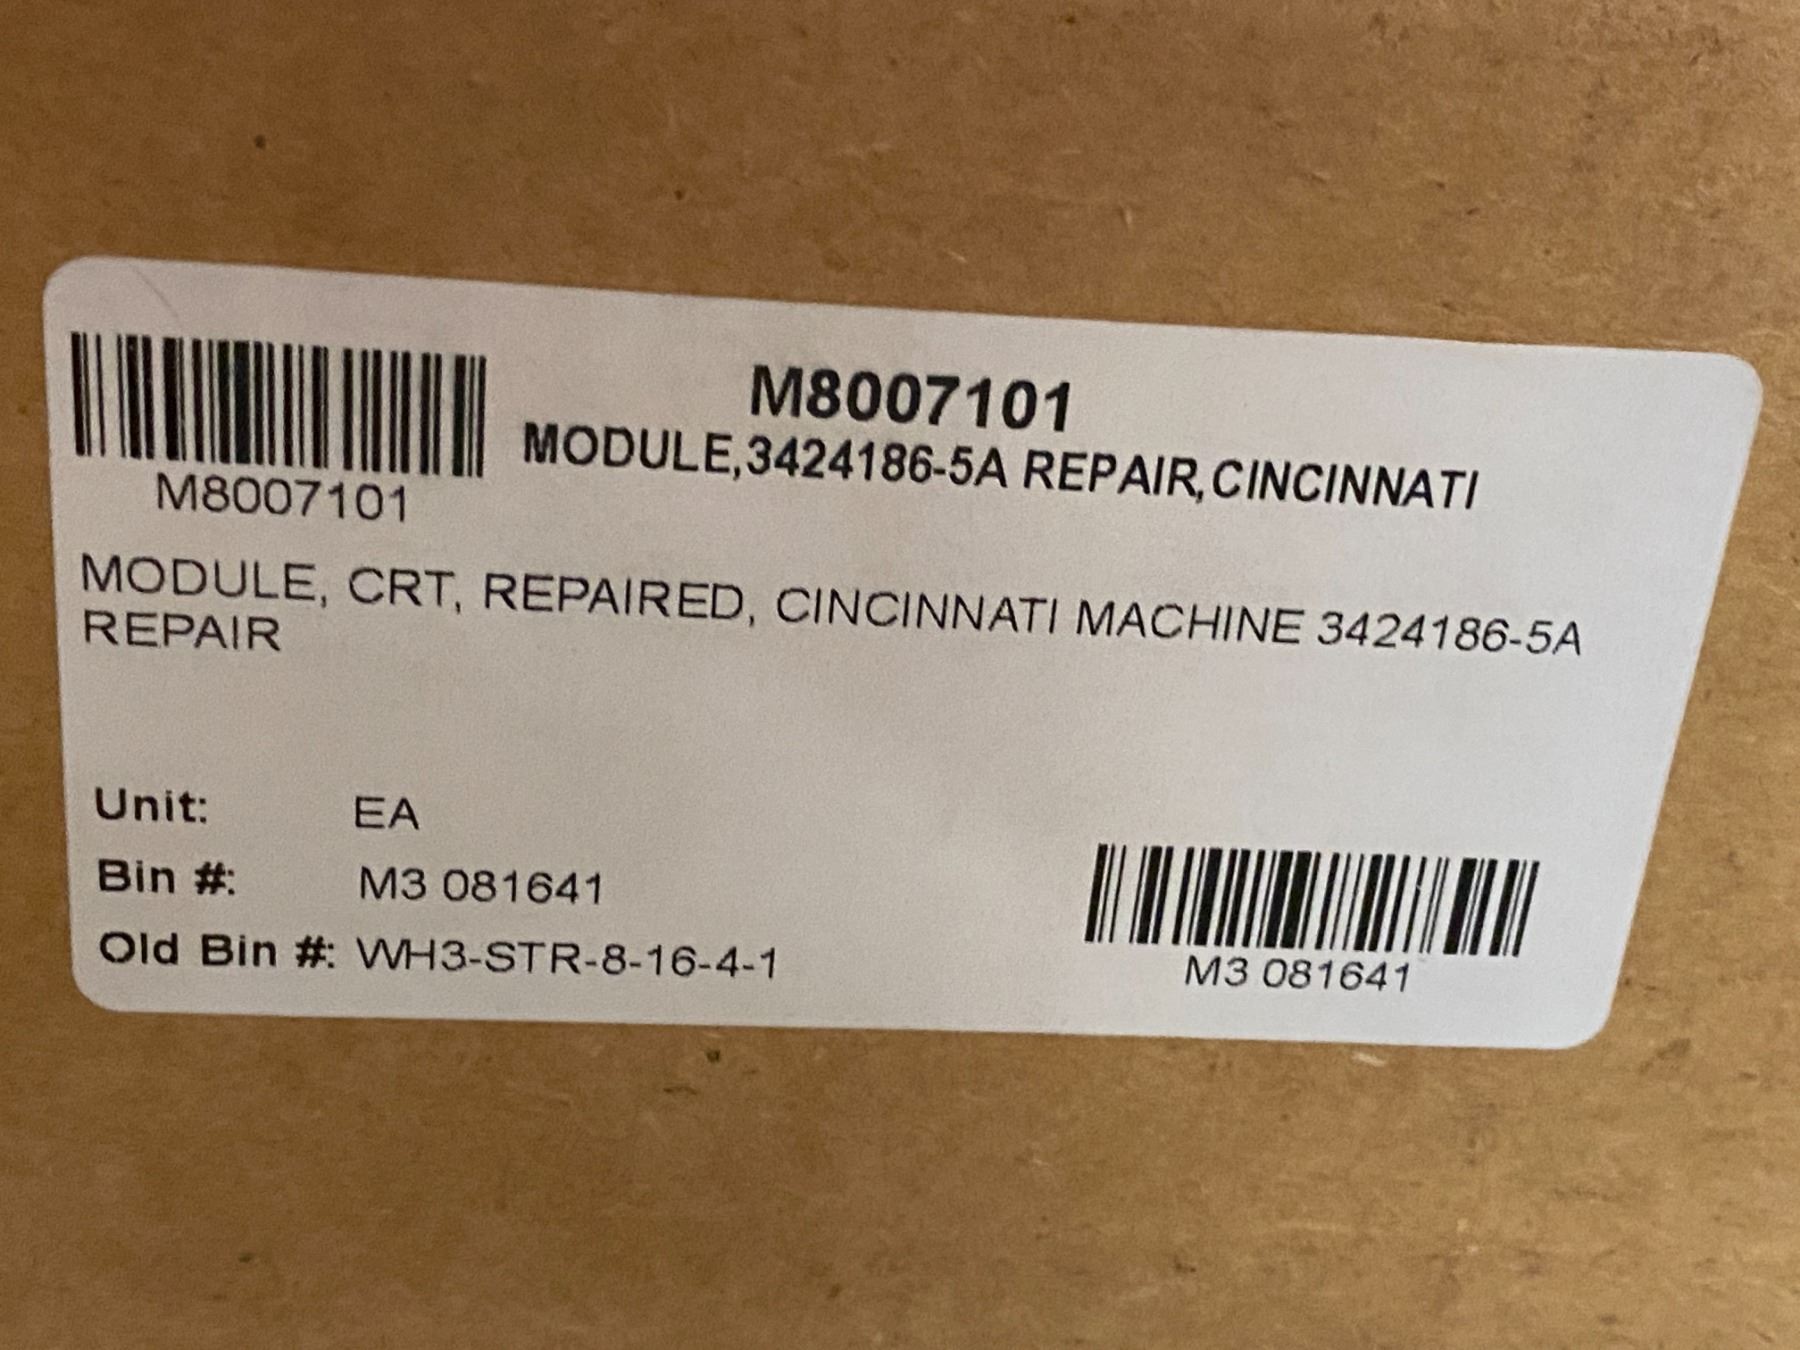 M8007101
M8007101
MODULE,3424186-5A REPAIR,CINCINNATI
MODULE, CRT, REPAIRED, CINCINNATI MACHINE 3424186-5A
REPAIR
Unit: EA
Bin #: M3 081641
Old Bin #: WH3-STR-8-16-4-1
M3 081641